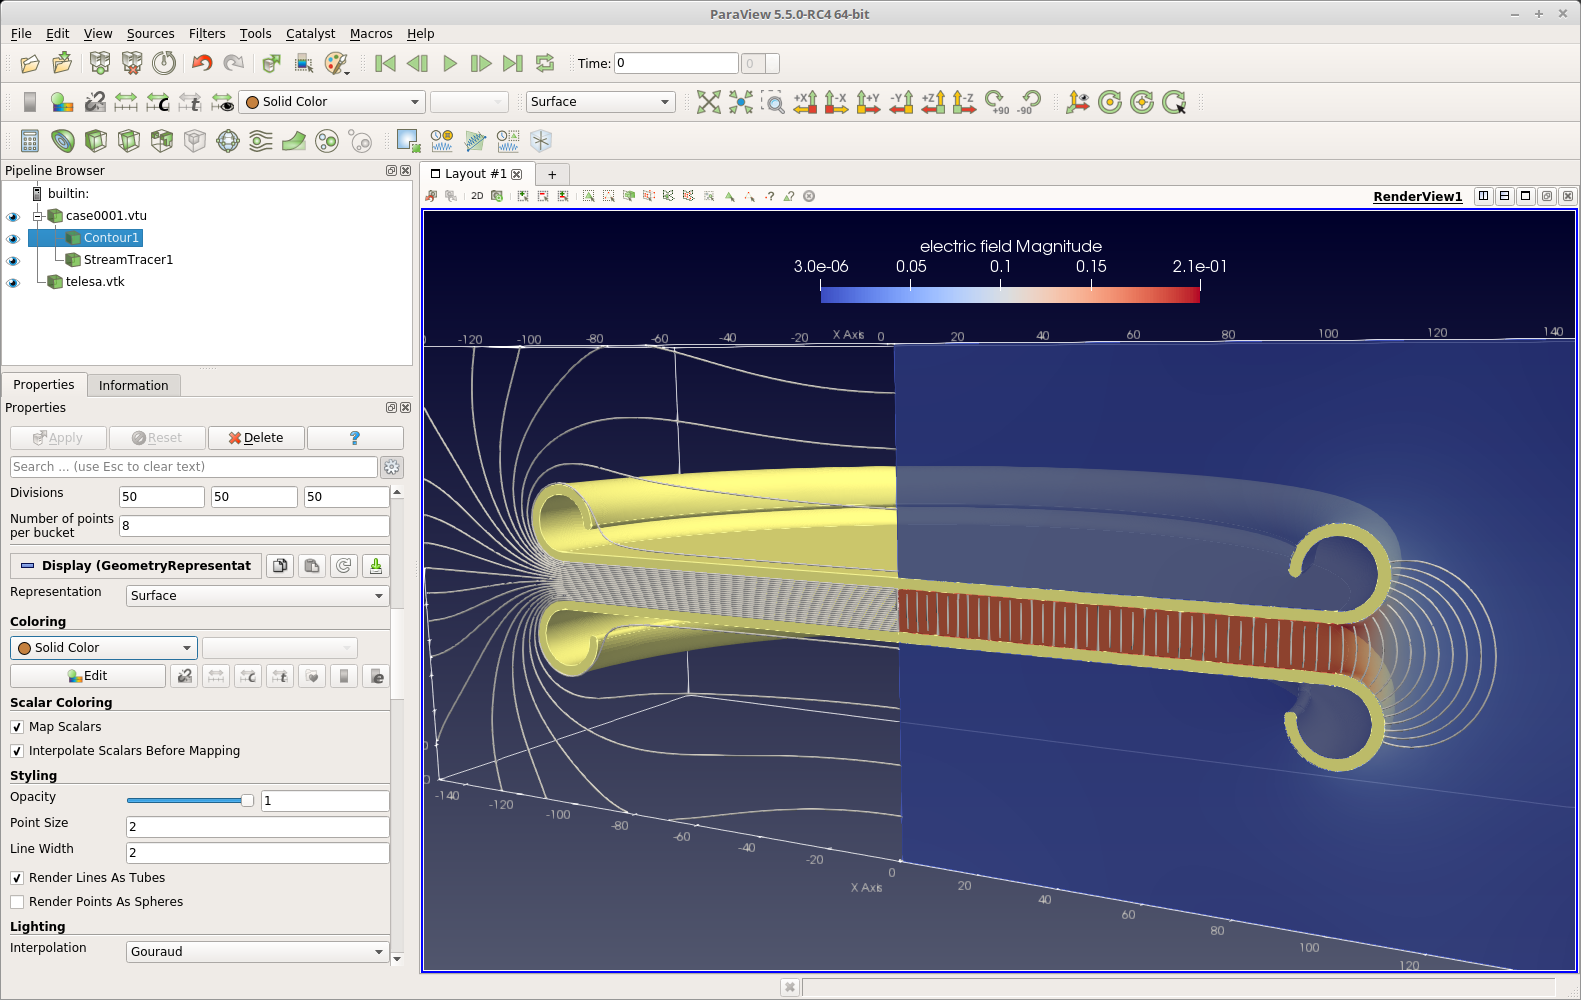 ParaView 5.5.0-RC4 64-bit
File Edit View Sources Filters Tools Catalyst Macros Help
Time: 0 0
Solid Color Surface +X -X +Y -Y +Z -Z +90 -90
Pipeline Browser
builtin:
case0001.vtu
Contour1
StreamTracer1
telesa.vtk
Properties Information
Properties
Apply Reset Delete ?
Search ... (use Esc to clear text)
Divisions 50 50 50
Number of points per bucket 8
Display (GeometryRepresentat
Representation Surface
Coloring
Solid Color
Edit
Scalar Coloring
Map Scalars
Interpolate Scalars Before Mapping
Styling
Opacity 1
Point Size 2
Line Width 2
Render Lines As Tubes
Render Points As Spheres
Lighting
Interpolation Gouraud
Layout #1 +
2D RenderView1
electric field Magnitude
3.0e-06 0.05 0.1 0.15 2.1e-01
-120 -100 -80 -60 -40 -20 X Axis 0 20 40 60 80 100 120 140
-140 -120 -100 -80 -60 -40 -20 0 20 40 60 80 100 120
X Axis